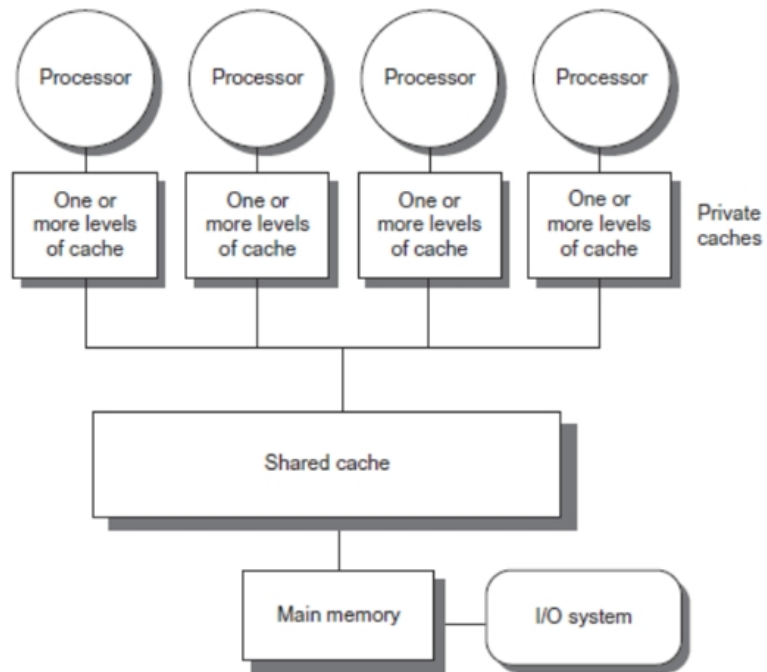 Processor
Processor
Processor
Processor
One or
more levels
of cache
One or
more levels
of cache
One or
more levels
of cache
One or
more levels
of cache
Private
caches
Shared cache
Main memory
I/O system